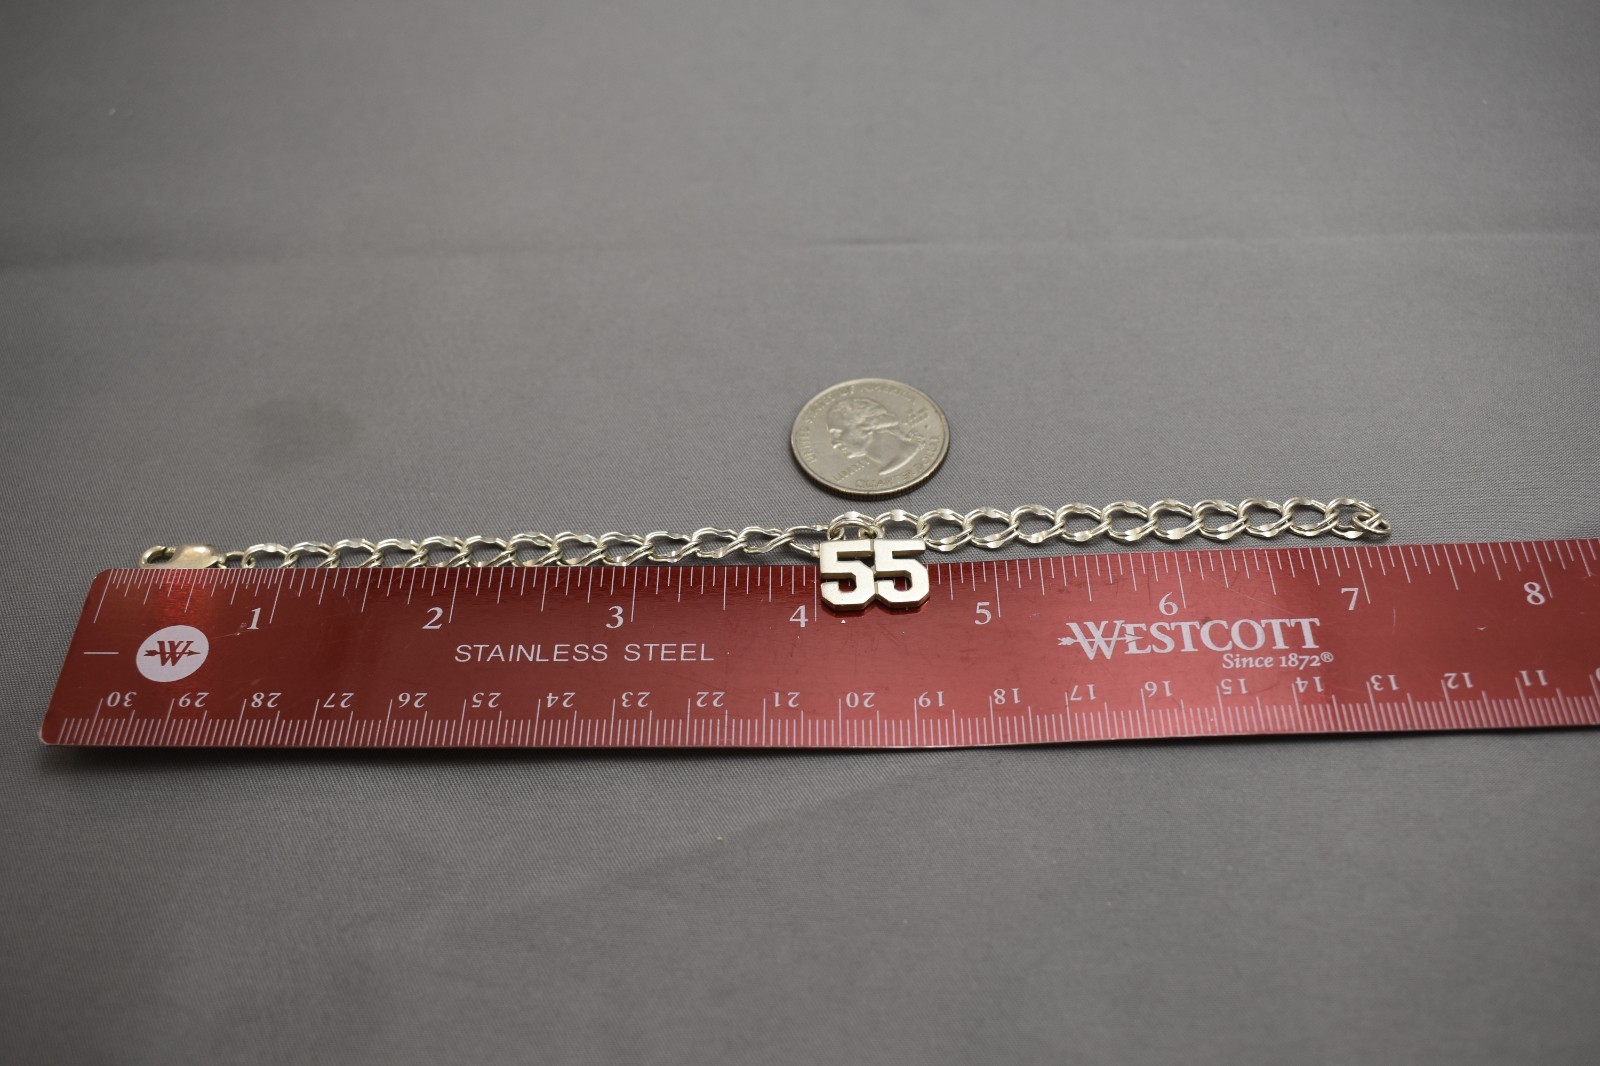 55
1 2 3 4 5 6 7 8
W
STAINLESS STEEL
WESTCOTT
Since 1872®
30 29 28 27 26 25 24 23 22 21 20 19 18 17 16 15 14 13 12 11